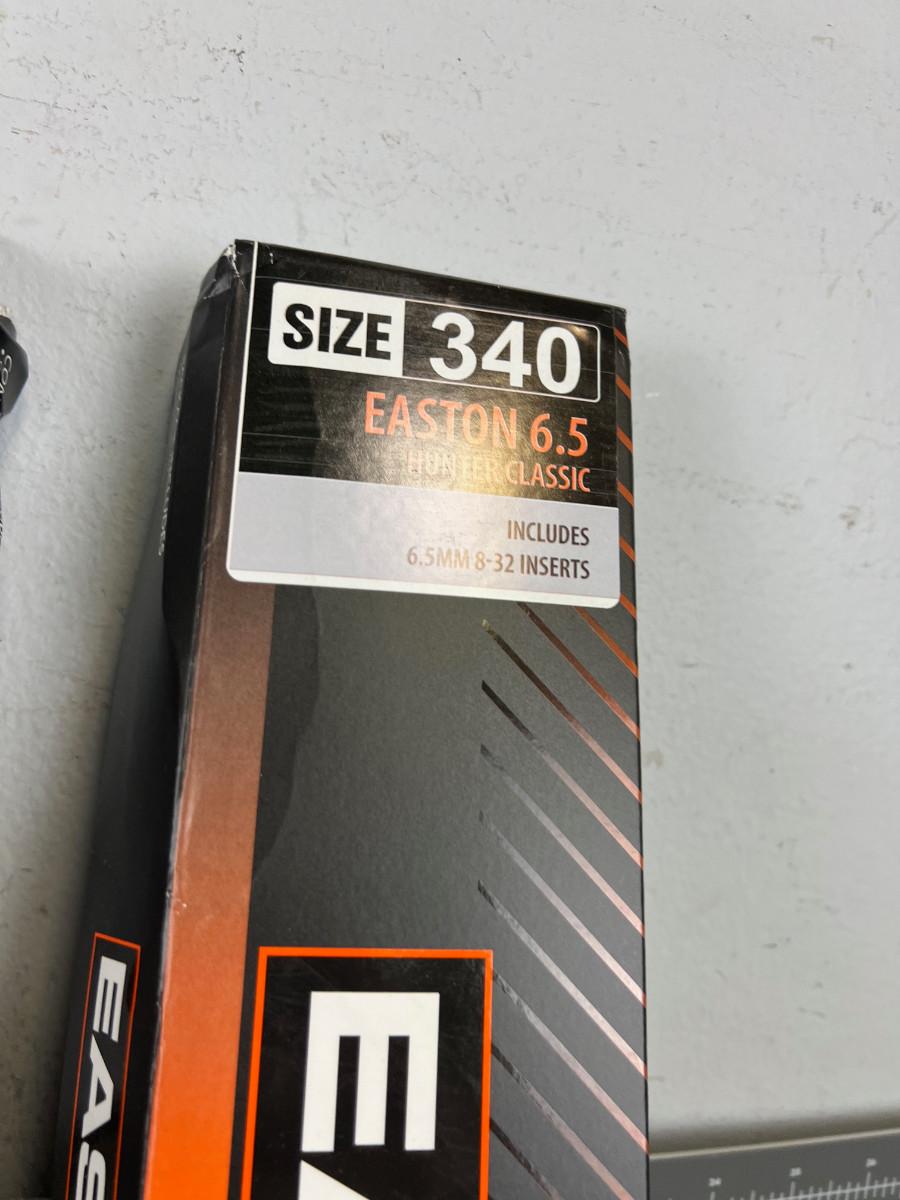 SIZE 340
EASTON 6.5
HUNTER CLASSIC
INCLUDES
6.5MM 8-32 INSERTS
EA
EAS